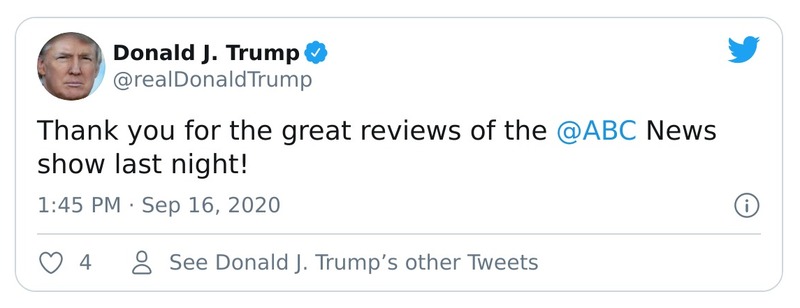 Donald J. Trump
@realDonaldTrump
Thank you for the great reviews of the @ABC News
show last night!
1:45 PM · Sep 16, 2020
4
See Donald J. Trump’s other Tweets